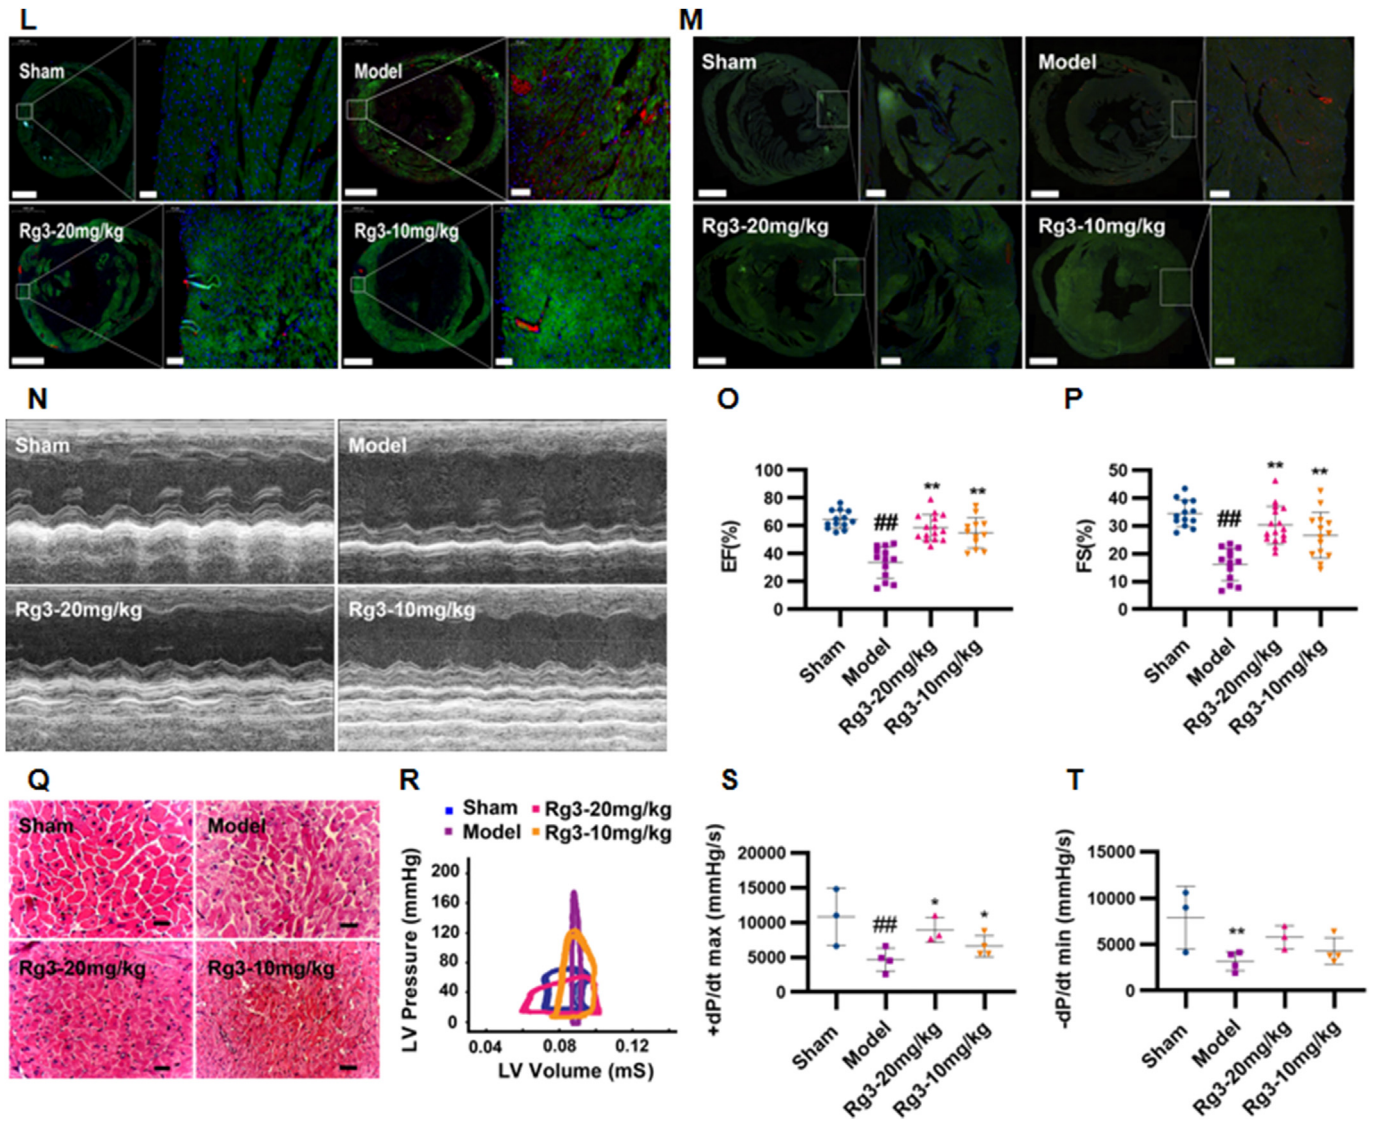 L
M
Sham
Model
Sham
Model
Rg3-20mg/kg
Rg3-10mg/kg
Rg3-20mg/kg
Rg3-10mg/kg
N
O
P
Sham
Model
Rg3-20mg/kg
Rg3-10mg/kg
EF(%)
100
80
60
40
20
0
##
**
**
Sham
Model
Rg3-20mg/kg
Rg3-10mg/kg
FS(%)
50
40
30
20
10
0
##
**
**
Sham
Model
Rg3-20mg/kg
Rg3-10mg/kg
Q
R
S
T
Sham
Model
Rg3-20mg/kg
Rg3-10mg/kg
Sham
Rg3-20mg/kg
Model
Rg3-10mg/kg
LV Pressure (mmHg)
200
160
120
80
40
0
0.04
0.08
0.12
LV Volume (mS)
+dP/dt max (mmHg/s)
20000
15000
10000
5000
0
##
*
*
Sham
Model
Rg3-20mg/kg
Rg3-10mg/kg
-dP/dt min (mmHg/s)
15000
10000
5000
0
**
Sham
Model
Rg3-20mg/kg
Rg3-10mg/kg